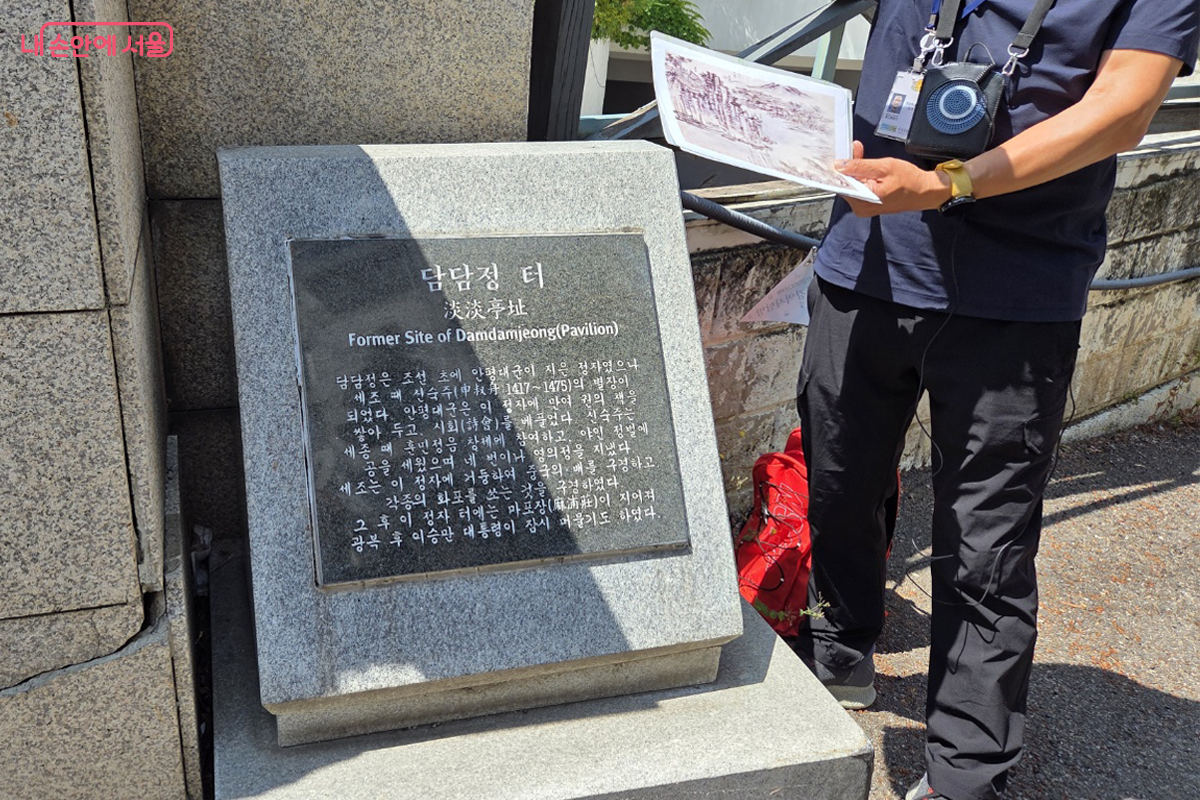 내 손안에 서울
담담정 터
淡淡亭址
Former Site of Damdamjeong(Pavilion)
담담정은 조선 초에 안평대군이 지은 정자였으나
세조 때 신숙주(申叔舟 1417~1475)의 별장이
되었다. 안평대군은 이 정자에 만여 권의 책을
쌓아 두고, 시회(詩會)를 베풀었다. 신숙주는
세종 때 훈민정음 창제에 참여하고, 야인 정벌에
공을 세웠으며 네 번이나 영의정을 지냈다.
세조는 이 정자에 거둥하여 중국의 배를 구경하고
각종의 화포를 쏘는 것을 구경하였다.
그 후 이 정자 터에는 마포장(麻浦莊)이 지어져
광복 후 이승만 대통령이 잠시 머물기도 하였다.